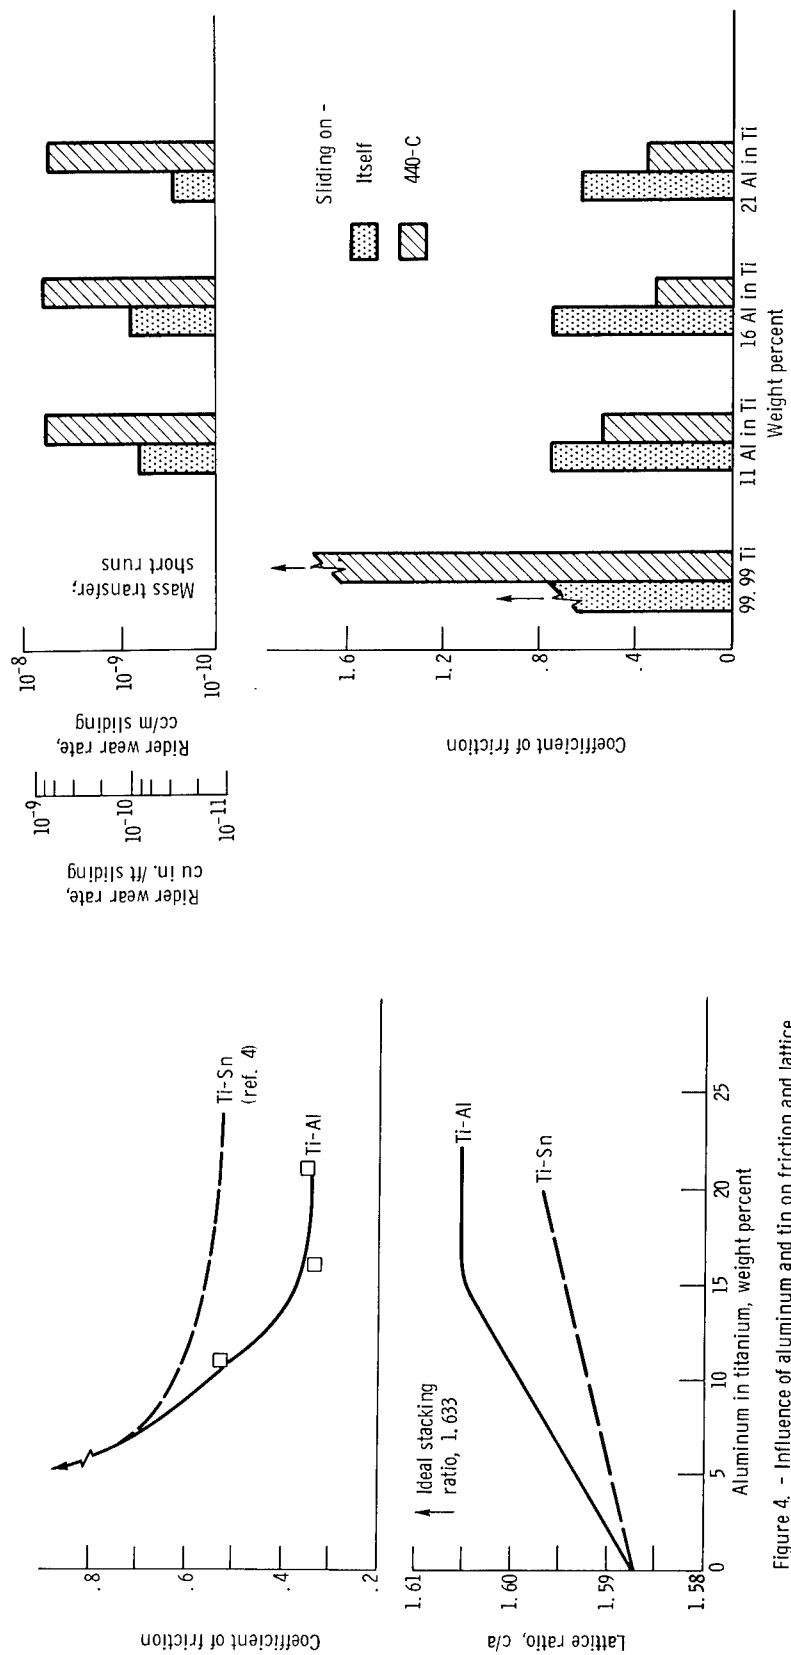 Coefficient of friction
.8
.6
.4
.2
Ti-Sn
(ref. 4)
Ti-Al
Lattice ratio, c/a
1.61
1.60
1.59
1.58
Ideal stacking
ratio, 1.633
Ti-Al
Ti-Sn
0
5
10
15
20
25
Aluminum in titanium, weight percent
Figure 4. - Influence of aluminum and tin on friction and lattice
Rider wear rate,
cu in. /ft sliding
10-9
10-10
10-11
Rider wear rate,
cc/m sliding
10-8
10-9
10-10
Mass transfer;
short runs
Coefficient of friction
1.6
1.2
.8
.4
0
Sliding on -
Itself
440-C
99.99 Ti
11 Al in Ti
16 Al in Ti
21 Al in Ti
Weight percent